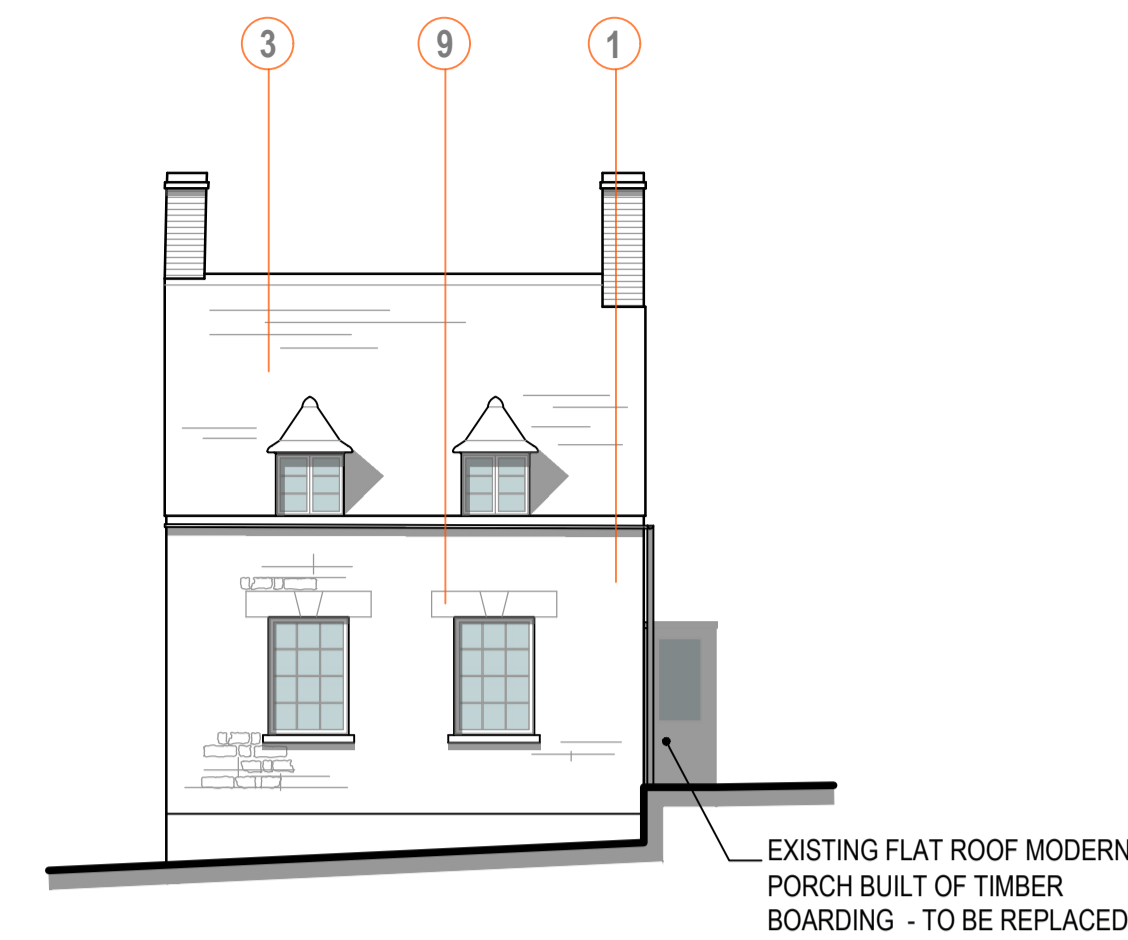 3 9 1
EXISTING FLAT ROOF MODERN
PORCH BUILT OF TIMBER
BOARDING - TO BE REPLACED